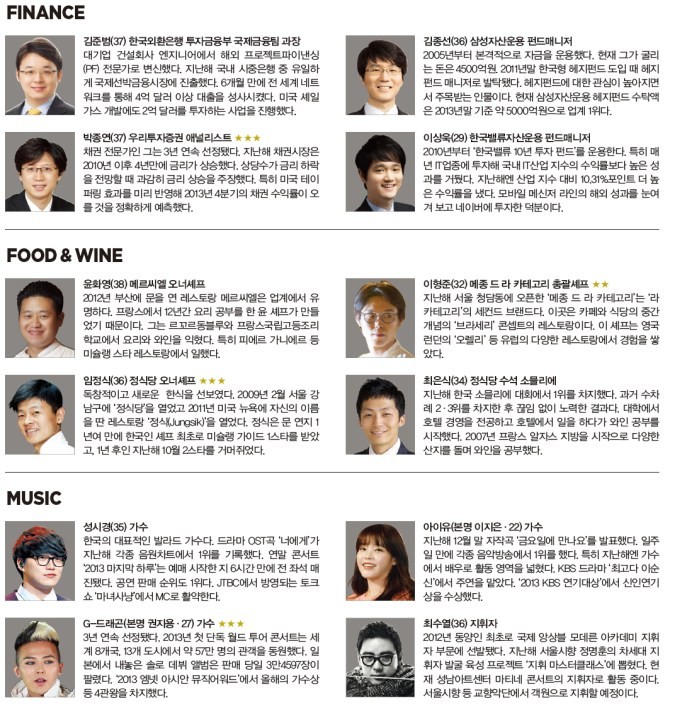 FINANCE
김준범(37) 한국외환은행 투자금융부 국제금융팀 과장
대기업 건설회사 엔지니어에서 해외 프로젝트파이낸싱
(PF) 전문가로 변신했다. 지난해 국내 시중은행 중 유일하
게 국제선박금융시장에 진출했다. 6개월 만에 전 세계 네트
워크를 통해 4억 달러 이상 대출을 성사시켰다. 미국 셰일
가스 개발에도 2억 달러를 투자하는 사업을 진행했다.
김종선(36) 삼성자산운용 펀드매니저
2005년부터 본격적으로 자금을 운용했다. 현재 그가 굴리
는 돈은 4500억원. 2011년말 한국형 헤지펀드 도입 때 헤지
펀드 매니저로 발탁됐다. 헤지펀드에 대한 관심이 높아지면
서 주목받는 인물이다. 현재 삼성자산운용 헤지펀드 수탁액
은 2013년말 기준 약 5000억원으로 업계 1위다.
박종연(37) 우리투자증권 애널리스트 ★★★
채권 전문가인 그는 3년 연속 선정됐다. 지난해 채권시장은
2010년 이후 4년만에 금리가 상승했다. 상당수가 금리 하락
을 전망할 때 과감히 금리 상승을 주장했다. 특히 미국 테이
퍼링 효과를 미리 반영해 2013년 4분기의 채권 수익률이 오
를 것을 정확하게 예측했다.
이상욱(29) 한국밸류자산운용 펀드매니저
2010년부터 ‘한국밸류 10년 투자 펀드’를 운용한다. 특히 매
년 IT업종에 투자해 국내 IT산업 지수의 수익률보다 높은 성
과를 거뒀다. 지난해엔 산업 지수 대비 10.31%포인트 더 높
은 수익률을 냈다. 모바일 메신저 라인의 해외 성과를 눈여
겨 보고 네이버에 투자한 덕분이다.
FOOD & WINE
윤화영(38) 메르씨엘 오너셰프
2012년 부산에 문을 연 레스토랑 메르씨엘은 업계에서 유
명하다. 프랑스에서 12년간 요리 공부를 한 윤 셰프가 만들
었기 때문이다. 그는 르꼬르동블루와 프랑스국립고등조리
학교에서 요리와 와인을 익혔다. 특히 피에르 가니에르 등
미슐랭 스타 레스토랑에서 일했다.
이형준(32) 메종 드 라 카테고리 총괄셰프 ★★
지난해 서울 청담동에 오픈한 ‘메종 드 라 카테고리’는 ‘라
카테고리’의 세컨드 브랜드다. 이곳은 카페와 식당의 중간
개념의 ‘브라세리’ 콘셉트의 레스토랑이다. 이 셰프는 영국
런던의 ‘오렐리’ 등 유럽의 다양한 레스토랑에서 경험을 쌓
았다.
임정식(36) 정식당 오너셰프 ★★★
독창적이고 새로운 한식을 선보였다. 2009년 2월 서울 강
남구에 ‘정식당’을 열었고 2011년 미국 뉴욕에 자신의 이름
을 딴 레스토랑 ‘정식(Jungsik)’을 열었다. 정식은 문 연지 1
년여 만에 한국인 셰프 최초로 미슐랭 가이드 1스타를 받았
고, 1년 후인 지난해 10월 2스타를 거머쥐었다.
최은식(34) 정식당 수석 소믈리에
지난해 한국 소믈리에 대회에서 1위를 차지했다. 과거 수차
례 2·3위를 차지한 후 끊임 없이 노력한 결과다. 대학에서
호텔 경영을 전공하고 호텔에서 일을 하다가 와인 공부를
시작했다. 2007년 프랑스 알자스 지방을 시작으로 다양한
산지를 돌며 와인을 공부했다.
MUSIC
성시경(35) 가수
한국의 대표적인 발라드 가수다. 드라마 OST곡 ‘너에게’가
지난해 각종 음원차트에서 1위를 기록했다. 연말 콘서트
‘2013 마지막 하루’는 예매 시작한 지 6시간 만에 전 좌석 매
진됐다. 공연 판매 순위도 1위다. JTBC에서 방영되는 토크
쇼 ‘마녀사냥’에서 MC로 활약한다.
아이유(본명 이지은·22) 가수
지난해 12월 말 자작곡 ‘금요일에 만나요’를 발표했다. 일주
일 만에 각종 음악방송에서 1위를 했다. 특히 지난해엔 가수
에서 배우로 활동 영역을 넓혔다. KBS 드라마 ‘최고다 이순
신’에서 주연을 맡았다. ‘2013 KBS 연기대상’에서 신인연기
상을 수상했다.
G-드래곤(본명 권지용·27) 가수 ★★★
3년 연속 선정됐다. 2013년 첫 단독 월드 투어 콘서트는 세
계 8개국, 13개 도시에서 약 57만 명의 관객을 동원했다. 일
본에서 내놓은 솔로 데뷔 앨범은 판매 당일 3만4597장이
팔렸다. ‘2013 엠넷 아시안 뮤직어워드’에서 올해의 가수상
등 4관왕을 차지했다.
최수열(36) 지휘자
2012년 동양인 최초로 국제 앙상블 모데른 아카데미 지휘
자 부문에 선발됐다. 지난해 서울시향 정명훈의 차세대 지
휘자 발굴 육성 프로젝트 ‘지휘 마스터클래스’에 뽑혔다. 현
재 성남아트센터 마티네 콘서트의 지휘자로 활동 중이다.
서울시향 등 교향악단에서 객원으로 지휘할 예정이다.